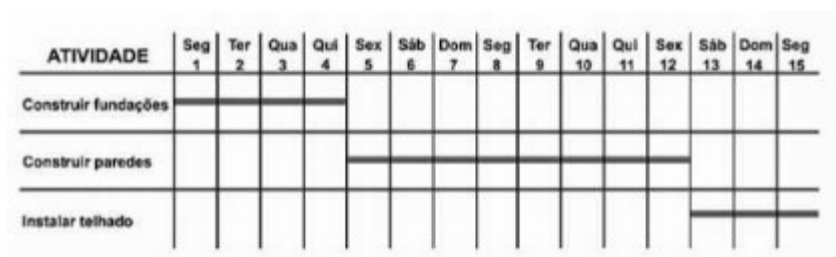 ATIVIDADE Seg Ter Qua Qui Sex Sáb Dom Seg Ter Qua Qui Sex Sáb Dom Seg
1 2 3 4 5 6 7 8 9 10 11 12 13 14 15
Construir fundações
Construir paredes
Instalar telhado